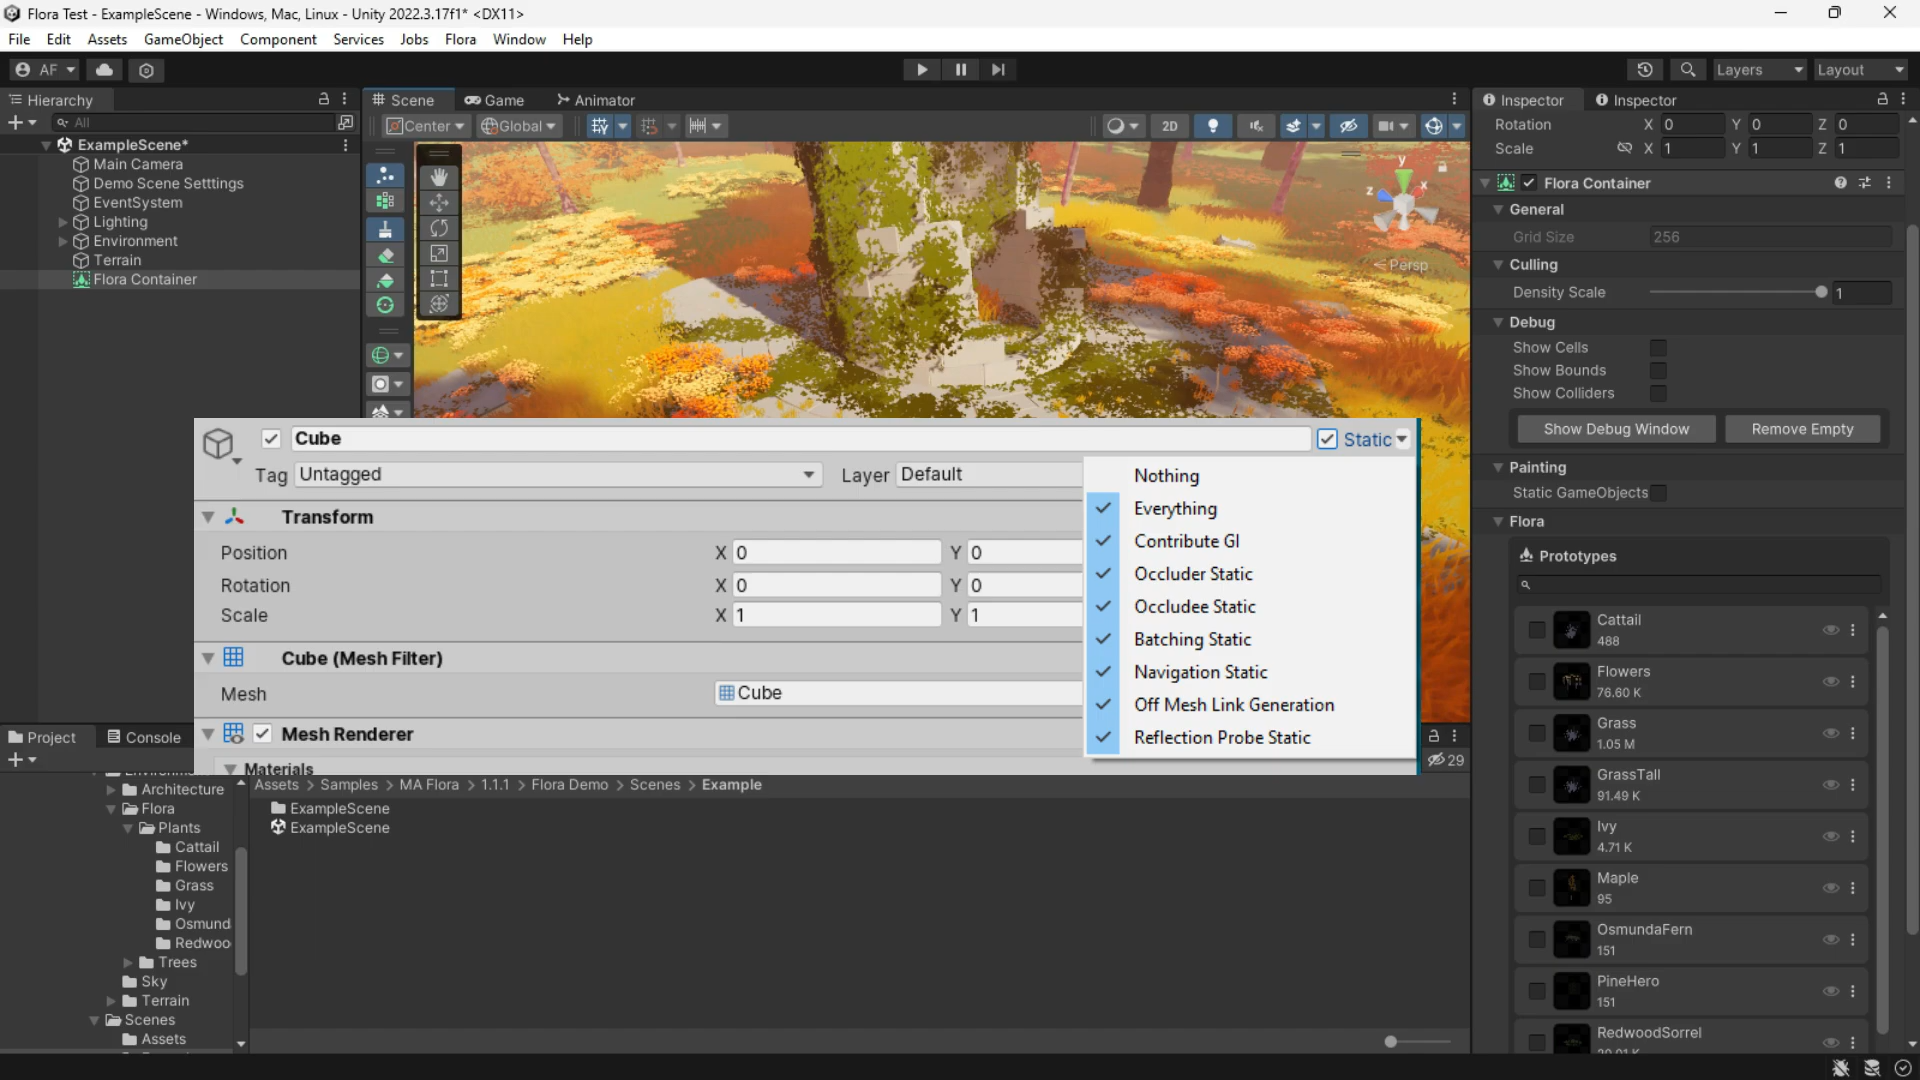 Flora Test - ExampleScene - Windows, Mac, Linux - Unity 2022.3.17f1* <DX11>
File Edit Assets GameObject Component Services Jobs Flora Window Help
AF
Layers
Layout
Hierarchy
All
ExampleScene*
Main Camera
Demo Scene Setttings
EventSystem
Lighting
Environment
Terrain
Flora Container
Scene
Game
Animator
Center
Global
2D
y
x
z
Persp
Inspector
Inspector
Rotation X 0 Y 0 Z 0
Scale X 1 Y 1 Z 1
Flora Container
General
Grid Size 256
Culling
Density Scale 1
Debug
Show Cells
Show Bounds
Show Colliders
Show Debug Window
Remove Empty
Painting
Static GameObjects
Flora
Prototypes
Cattail
488
Flowers
76.60 K
Grass
1.05 M
GrassTall
91.49 K
Ivy
4.71 K
Maple
95
OsmundaFern
151
PineHero
151
RedwoodSorrel
Cube
Static
Tag Untagged
Layer Default
Transform
Position X 0 Y 0
Rotation X 0 Y 0
Scale X 1 Y 1
Cube (Mesh Filter)
Mesh Cube
Mesh Renderer
Materials
Nothing
Everything
Contribute GI
Occluder Static
Occludee Static
Batching Static
Navigation Static
Off Mesh Link Generation
Reflection Probe Static
29
Project
Console
Architecture
Flora
Plants
Cattail
Flowers
Grass
Ivy
Osmund
Redwoo
Trees
Sky
Terrain
Scenes
Assets
Assets > Samples > MA Flora > 1.1.1 > Flora Demo > Scenes > Example
ExampleScene
ExampleScene